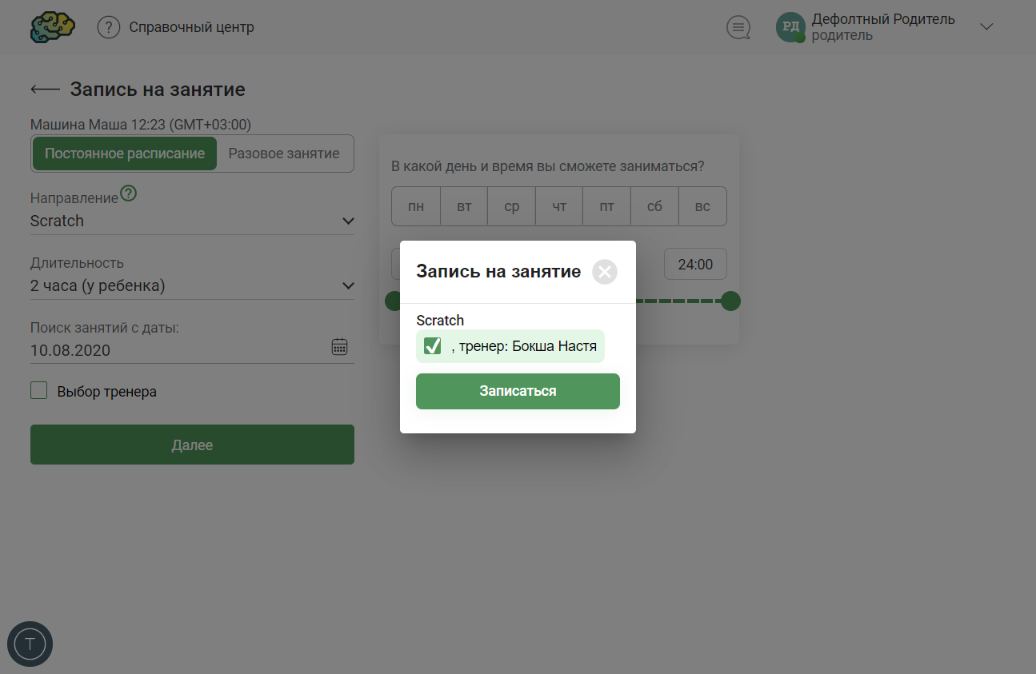 ? Справочный центр
РД
Дефолтный Родитель
родитель
Запись на занятие
Машина Маша 12:23 (GMT+03:00)
Постоянное расписание Разовое занятие
Направление ?
Scratch
Длительность
2 часа (у ребенка)
Поиск занятий с даты:
10.08.2020
Выбор тренера
Далее
В какой день и время вы сможете заниматься?
пн вт ср чт пт сб вс
24:00
Запись на занятие
Scratch
, тренер: Бокша Настя
Записаться
T